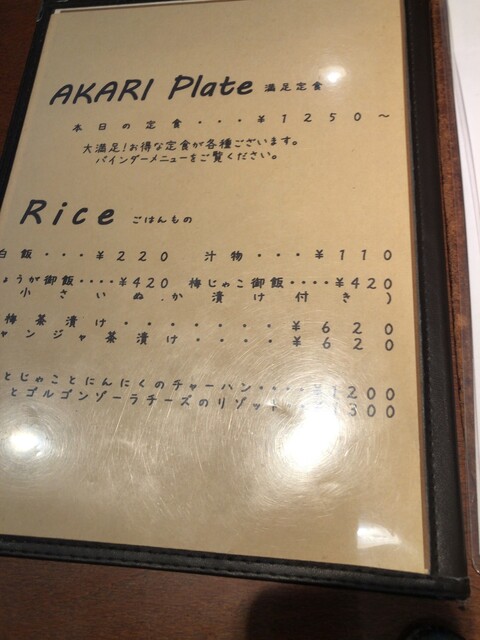 AKARI Plate 満足定食
本日の定食・・・¥1250～
大満足!お得な定食が各種ございます。
バインダーメニューをご覧ください。
Rice ごはんもの
白飯・・・¥220 汁物・・・¥110
ょうが御飯・・・・¥420 梅じゃこ御飯・・・・¥420
小さいぬか漬け付き)
梅茶漬け・・・・・・・¥620
ャンジャ茶漬け・・・・¥620
とじゃことにんにくのチャーハン・・・・¥1200
とゴルゴンゾーラチーズのリゾット・・・¥1300